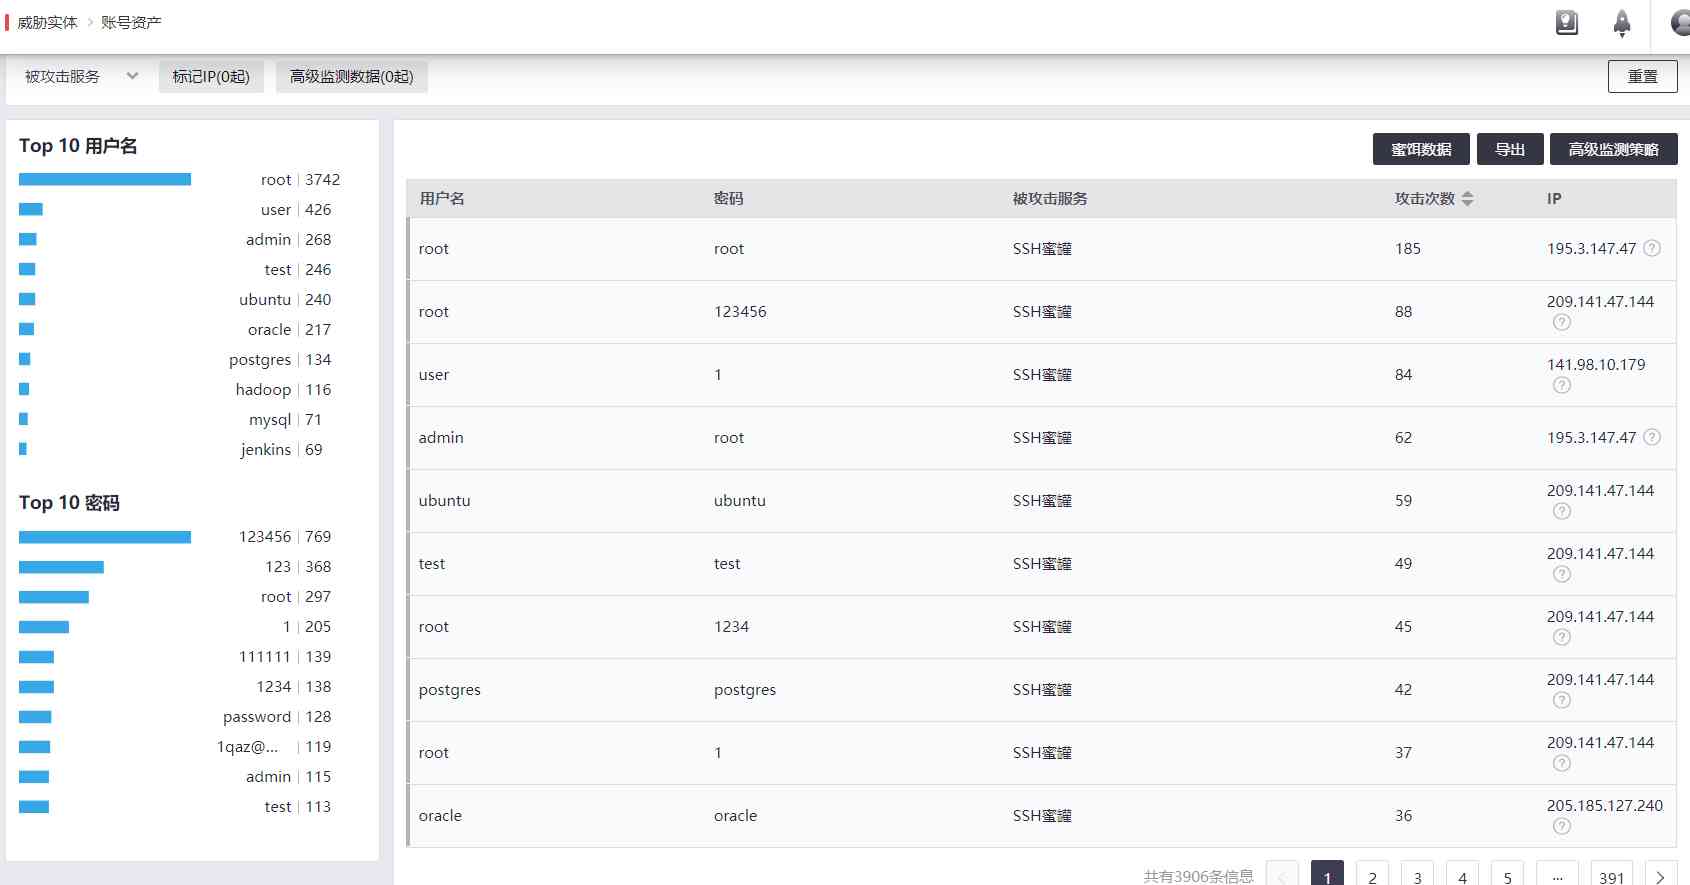 威胁实体 > 账号资产
被攻击服务 标记IP(0起) 高级监测数据(0起) 重置
Top 10 用户名
root | 3742
user | 426
admin | 268
test | 246
ubuntu | 240
oracle | 217
postgres | 134
hadoop | 116
mysql | 71
jenkins | 69
Top 10 密码
123456 | 769
123 | 368
root | 297
1 | 205
111111 | 139
1234 | 138
password | 128
1qaz@... | 119
admin | 115
test | 113
蜜饵数据 导出 高级监测策略
用户名 密码 被攻击服务 攻击次数 IP
root root SSH蜜罐 185 195.3.147.47 ?
root 123456 SSH蜜罐 88 209.141.47.144 ?
user 1 SSH蜜罐 84 141.98.10.179 ?
admin root SSH蜜罐 62 195.3.147.47 ?
ubuntu ubuntu SSH蜜罐 59 209.141.47.144 ?
test test SSH蜜罐 49 209.141.47.144 ?
root 1234 SSH蜜罐 45 209.141.47.144 ?
postgres postgres SSH蜜罐 42 209.141.47.144 ?
root 1 SSH蜜罐 37 209.141.47.144 ?
oracle oracle SSH蜜罐 36 205.185.127.240 ?
共有3906条信息 < 1 2 3 4 5 ... 391 >